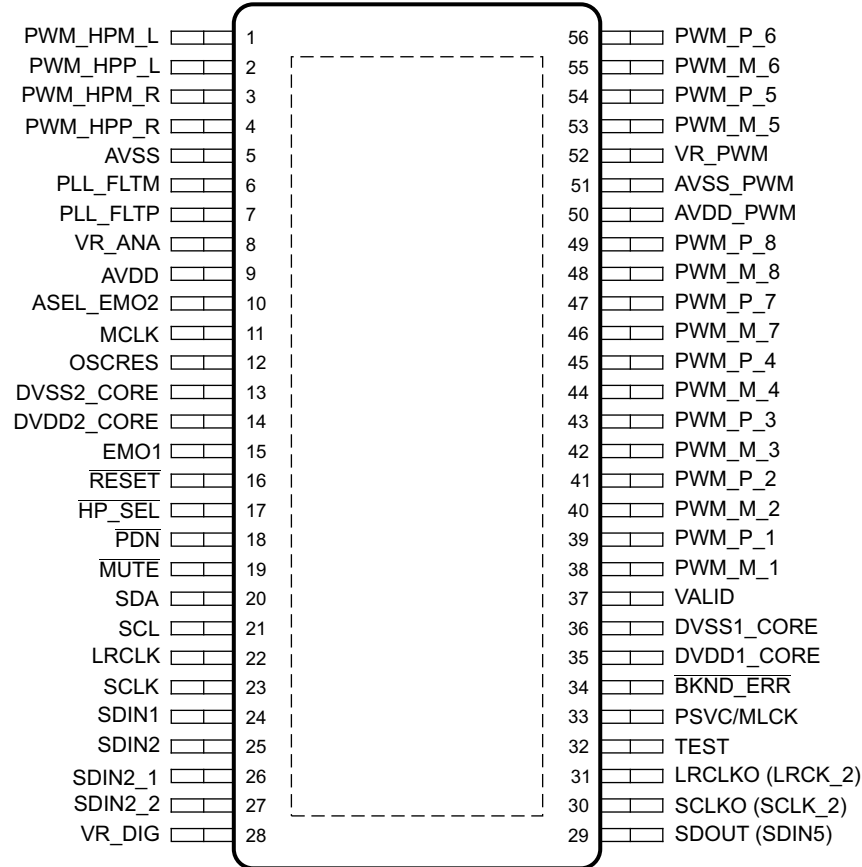 PWM_HPM_L 1 56 PWM_P_6
PWM_HPP_L 2 55 PWM_M_6
PWM_HPM_R 3 54 PWM_P_5
PWM_HPP_R 4 53 PWM_M_5
AVSS 5 52 VR_PWM
PLL_FLTM 6 51 AVSS_PWM
PLL_FLTP 7 50 AVDD_PWM
VR_ANA 8 49 PWM_P_8
AVDD 9 48 PWM_M_8
ASEL_EMO2 10 47 PWM_P_7
MCLK 11 46 PWM_M_7
OSCRES 12 45 PWM_P_4
DVSS2_CORE 13 44 PWM_M_4
DVDD2_CORE 14 43 PWM_P_3
EMO1 15 42 PWM_M_3
RESET 16 41 PWM_P_2
HP_SEL 17 40 PWM_M_2
PDN 18 39 PWM_P_1
MUTE 19 38 PWM_M_1
SDA 20 37 VALID
SCL 21 36 DVSS1_CORE
LRCLK 22 35 DVDD1_CORE
SCLK 23 34 BKND_ERR
SDIN1 24 33 PSVC/MLCK
SDIN2 25 32 TEST
SDIN2_1 26 31 LRCLKO (LRCK_2)
SDIN2_2 27 30 SCLKO (SCLK_2)
VR_DIG 28 29 SDOUT (SDIN5)